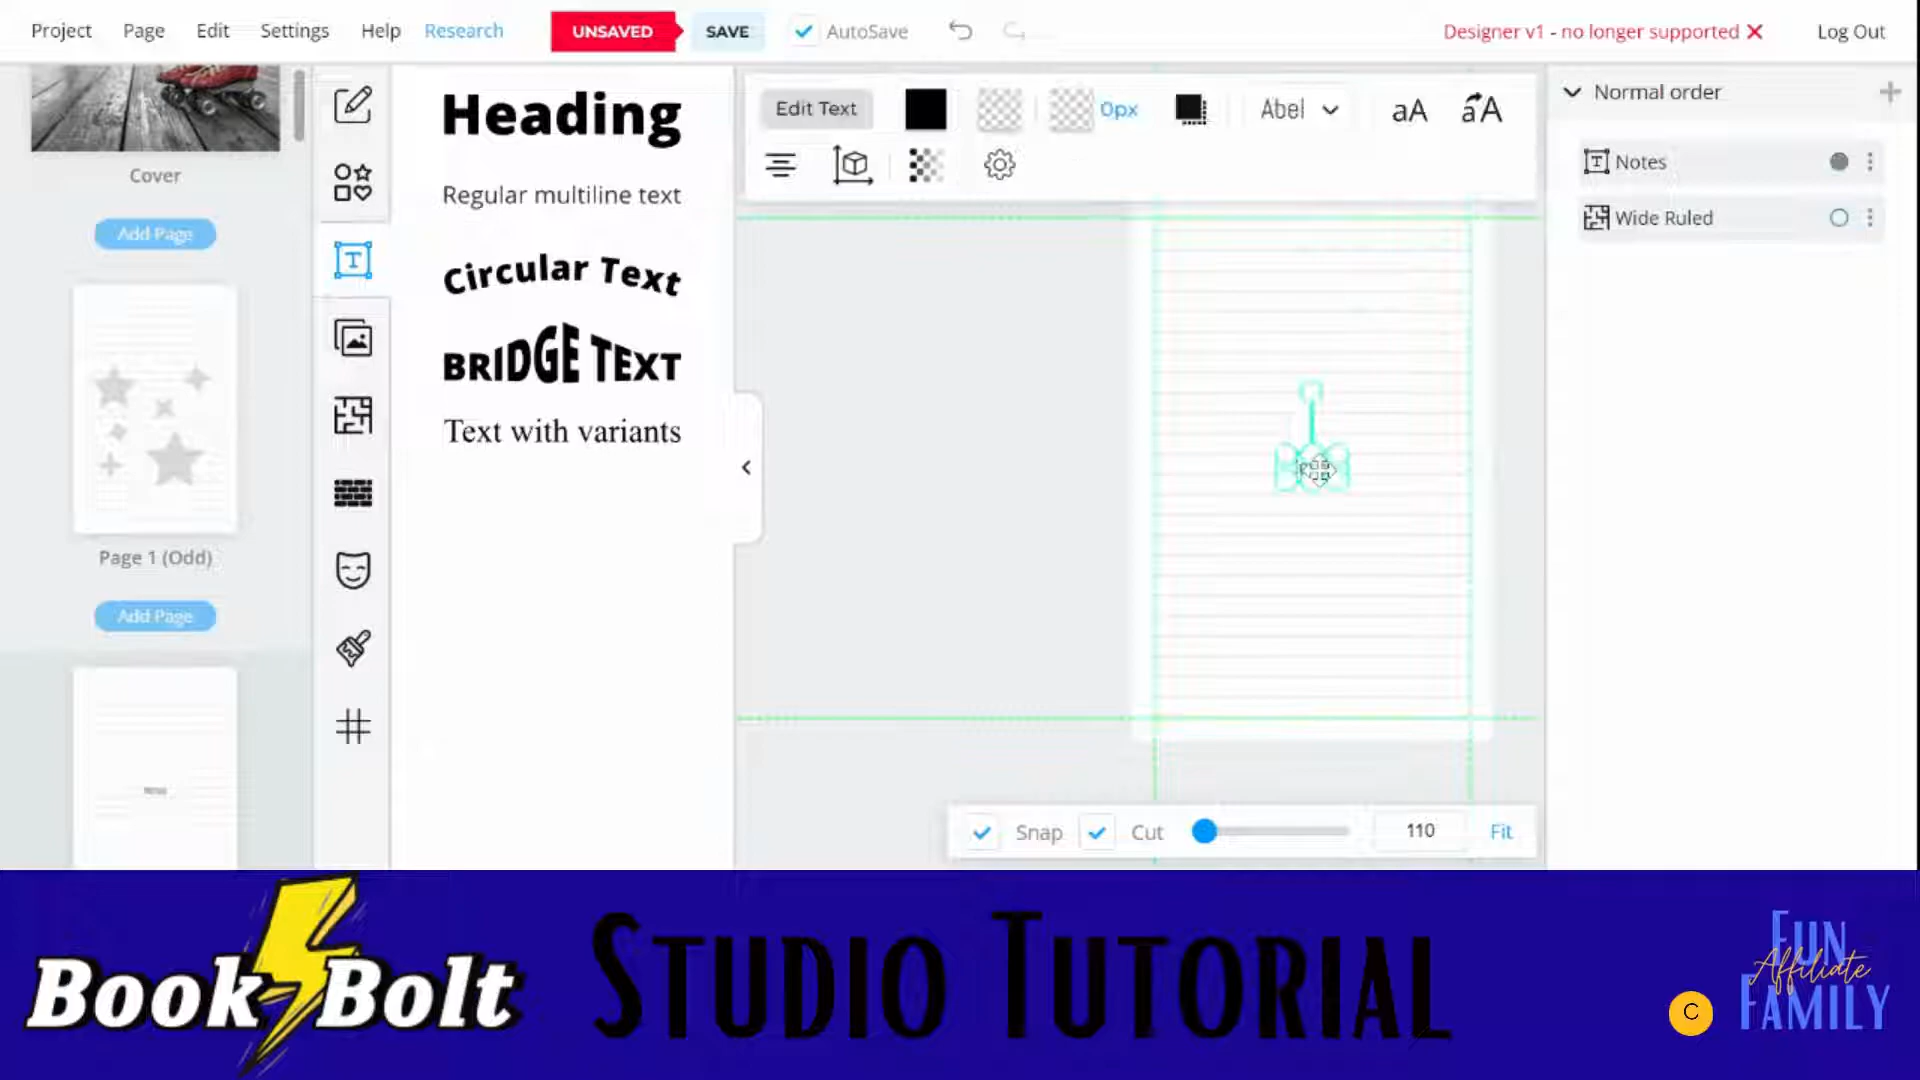 Project Page Edit Settings Help Research UNSAVED SAVE AutoSave Designer v1 - no longer supported Log Out
Cover
Add Page
Page 1 (Odd)
Add Page
Heading
Regular multiline text
Circular Text
BRIDGE TEXT
Text with variants
Edit Text 0px Abel aA aA
Normal order
Notes
Wide Ruled
Snap Cut 110 Fit
Book Bolt STUDIO TUTORIAL
FUN
Affiliate
FAMILY
C